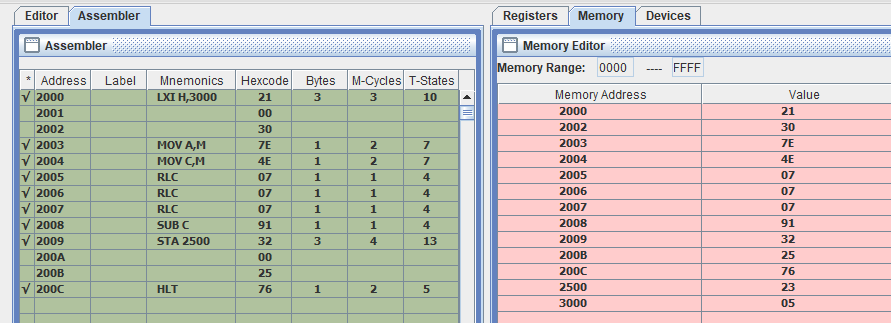 Editor Assembler
Assembler
* Address Label Mnemonics Hexcode Bytes M-Cycles T-States
√ 2000 LXI H,3000 21 3 3 10
2001 00
2002 30
√ 2003 MOV A,M 7E 1 2 7
√ 2004 MOV C,M 4E 1 2 7
√ 2005 RLC 07 1 1 4
√ 2006 RLC 07 1 1 4
√ 2007 RLC 07 1 1 4
√ 2008 SUB C 91 1 1 4
√ 2009 STA 2500 32 3 4 13
200A 00
200B 25
√ 200C HLT 76 1 2 5
Registers Memory Devices
Memory Editor
Memory Range: 0000 ---- FFFF
Memory Address Value
2000 21
2002 30
2003 7E
2004 4E
2005 07
2006 07
2007 07
2008 91
2009 32
200B 25
200C 76
2500 23
3000 05